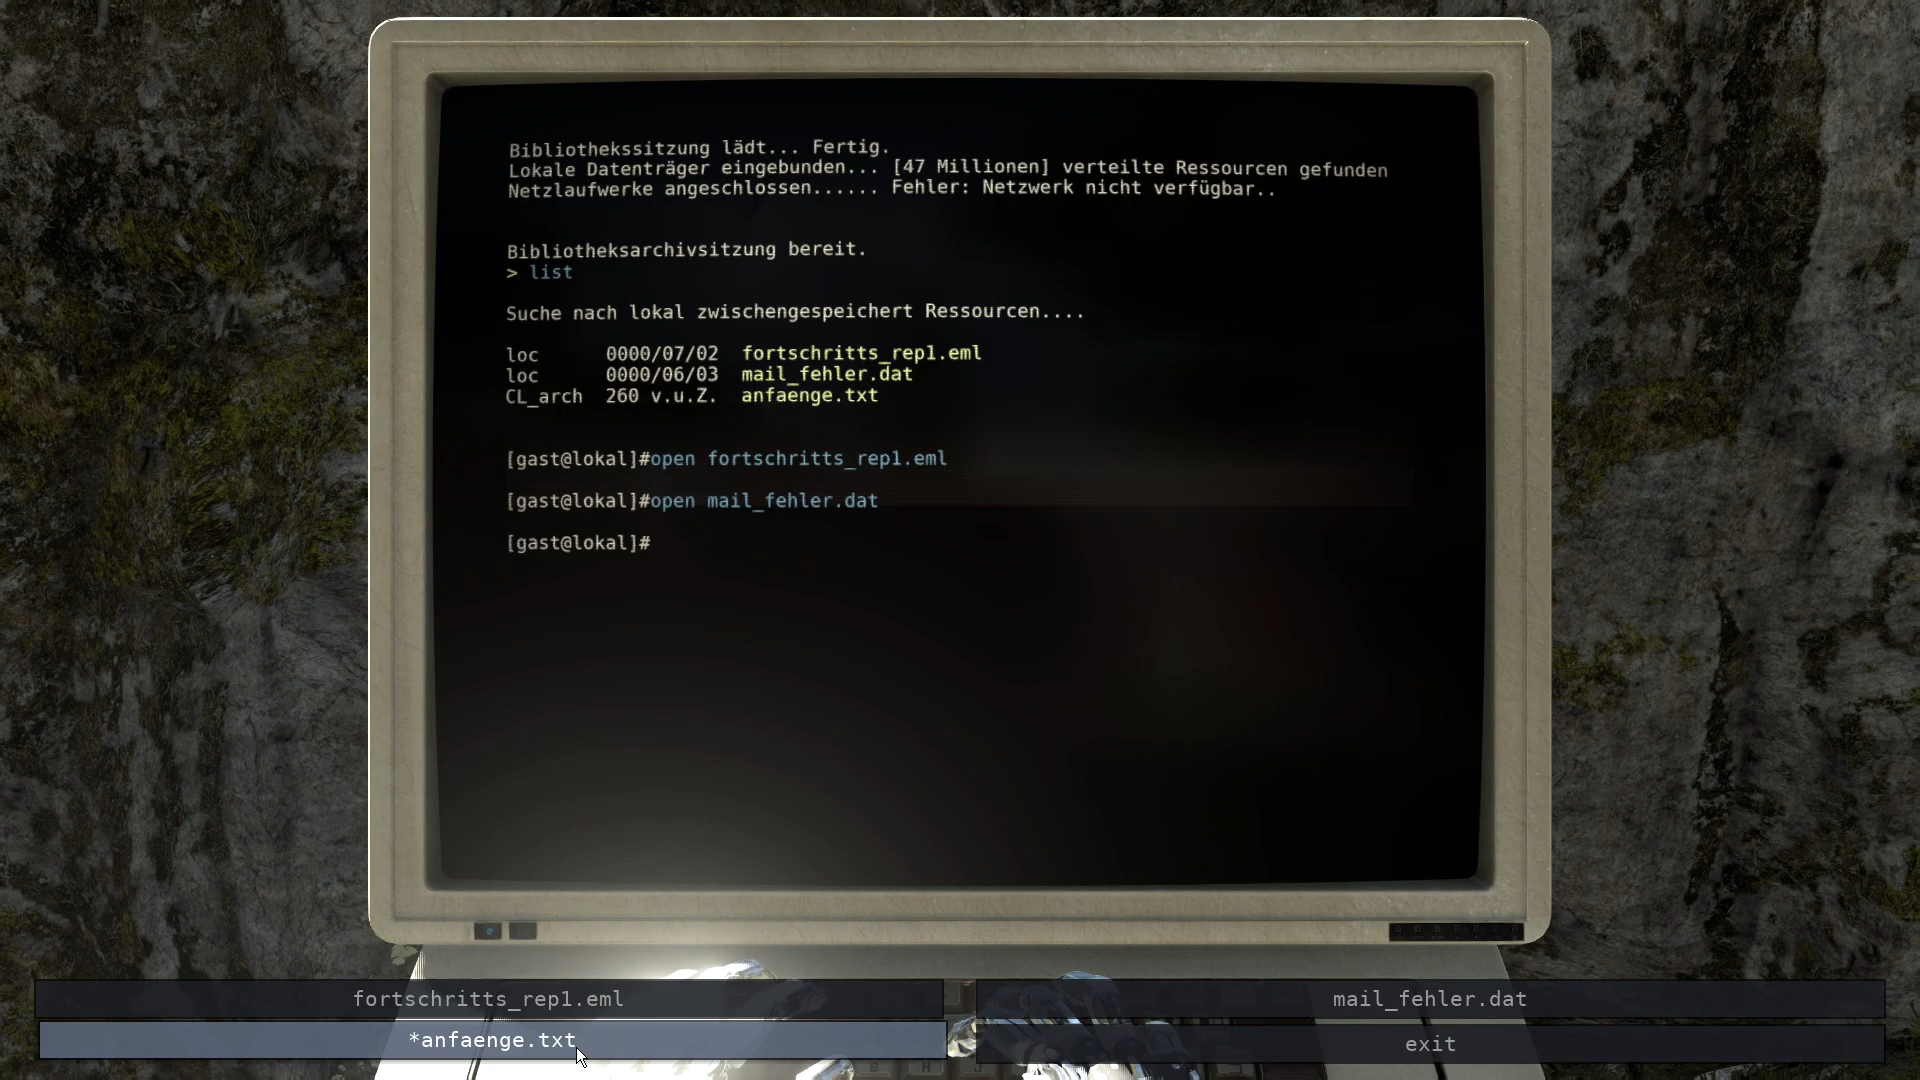 Bibliothekssitzung lädt... Fertig.
Lokale Datenträger eingebunden... [47 Millionen] verteilte Ressourcen gefunden
Netzlaufwerke angeschlossen...... Fehler: Netzwerk nicht verfügbar..
Bibliotheksarchivsitzung bereit.
> list
Suche nach lokal zwischengespeichert Ressourcen....
loc 0000/07/02 fortschritts_rep1.eml
loc 0000/06/03 mail_fehler.dat
CL_arch 260 v.u.Z. anfaenge.txt
[gast@lokal]#open fortschritts_rep1.eml
[gast@lokal]#open mail_fehler.dat
[gast@lokal]#
fortschritts_rep1.eml
mail_fehler.dat
*anfaenge.txt
exit